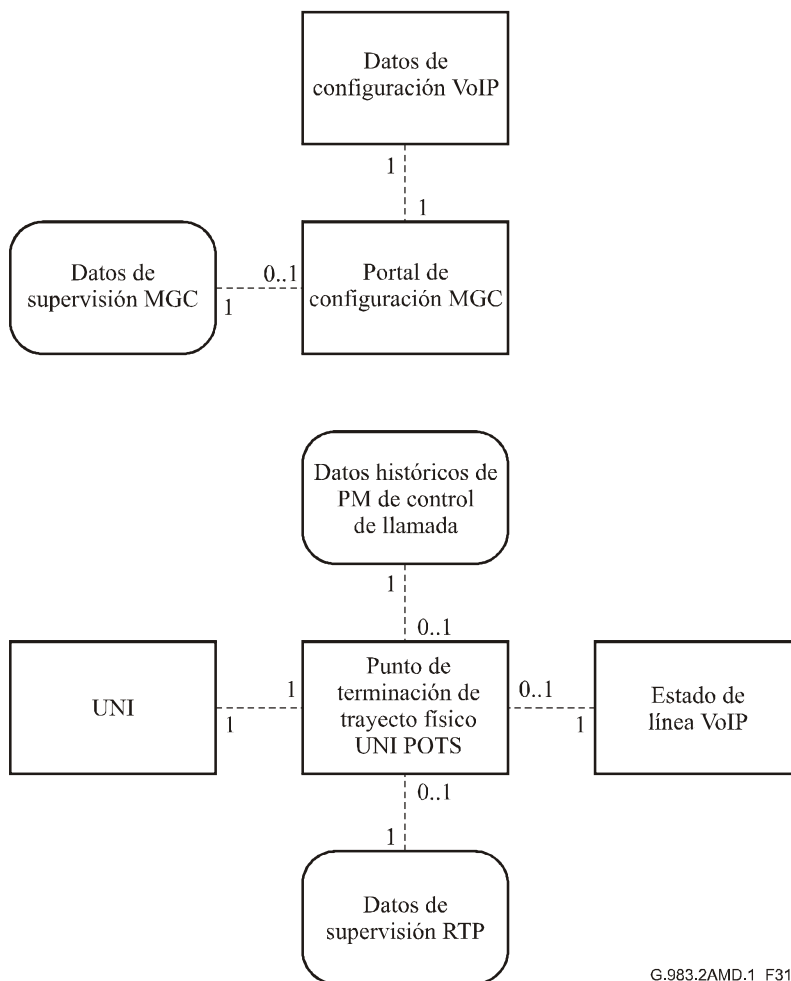 Datos de
configuración VoIP
1
1
Datos de
supervisión MGC
1
0..1
Portal de
configuración MGC
Datos históricos de
PM de control
de llamada
1
0..1
UNI
1
1
Punto de
terminación de
trayecto físico
UNI POTS
0..1
1
Estado de
línea VoIP
0..1
1
Datos de
supervisión RTP
G.983.2AMD.1 F31